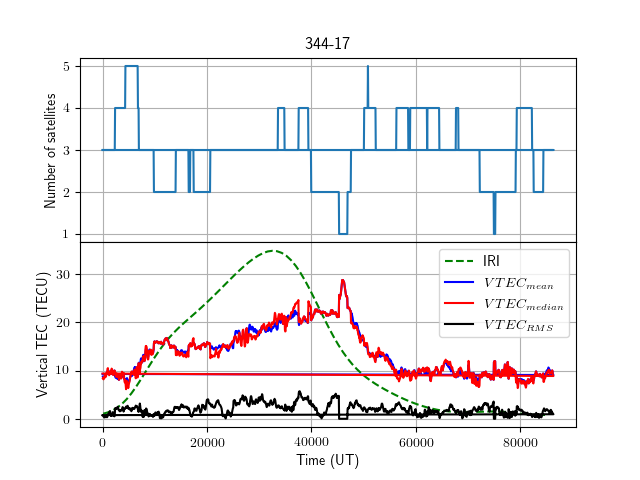 344-17
Number of satellites
5
4
3
2
1
Vertical TEC (TECU)
30
20
10
0
IRI
VTEC_mean
VTEC_median
VTEC_RMS
0
20000
40000
60000
80000
Time (UT)